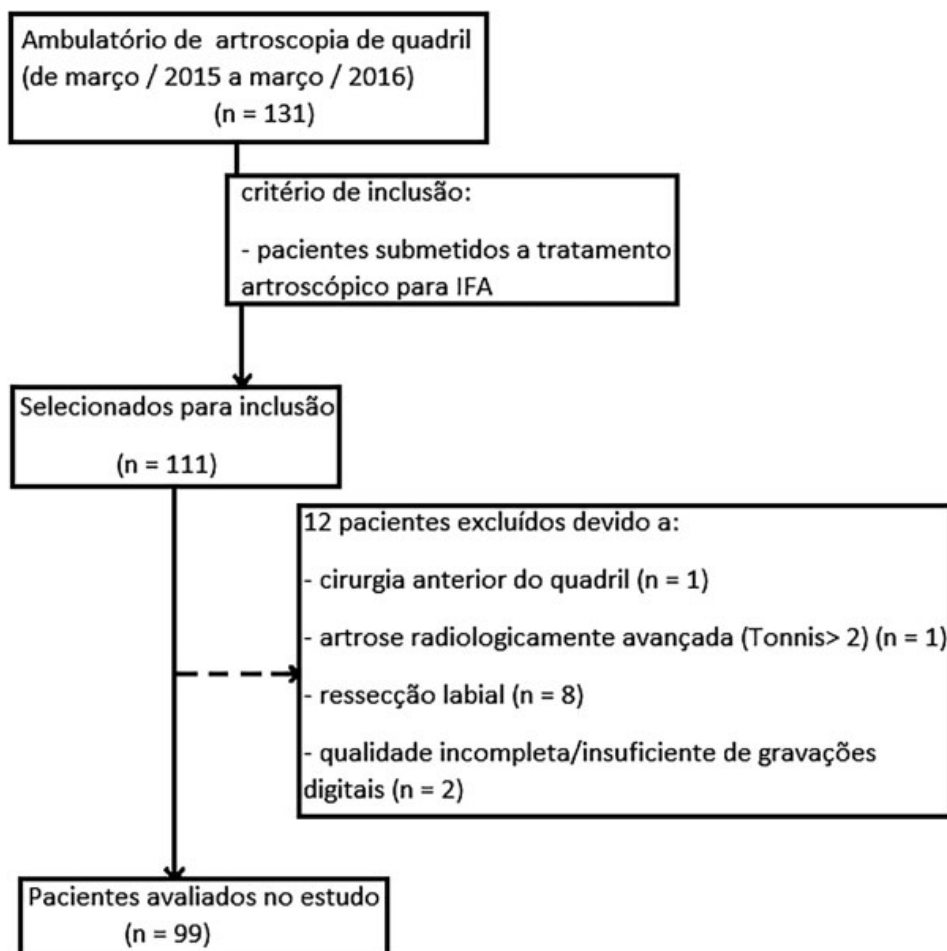 Ambulatório de artroscopia de quadril
(de março / 2015 a março / 2016)
(n = 131)
critério de inclusão:
- pacientes submetidos a tratamento
artroscópico para IFA
Selecionados para inclusão
(n = 111)
12 pacientes excluídos devido a:
- cirurgia anterior do quadril (n = 1)
- artrose radiologicamente avançada (Tonnis> 2) (n = 1)
- ressecção labial (n = 8)
- qualidade incompleta/insuficiente de gravações
digitais (n = 2)
Pacientes avaliados no estudo
(n = 99)